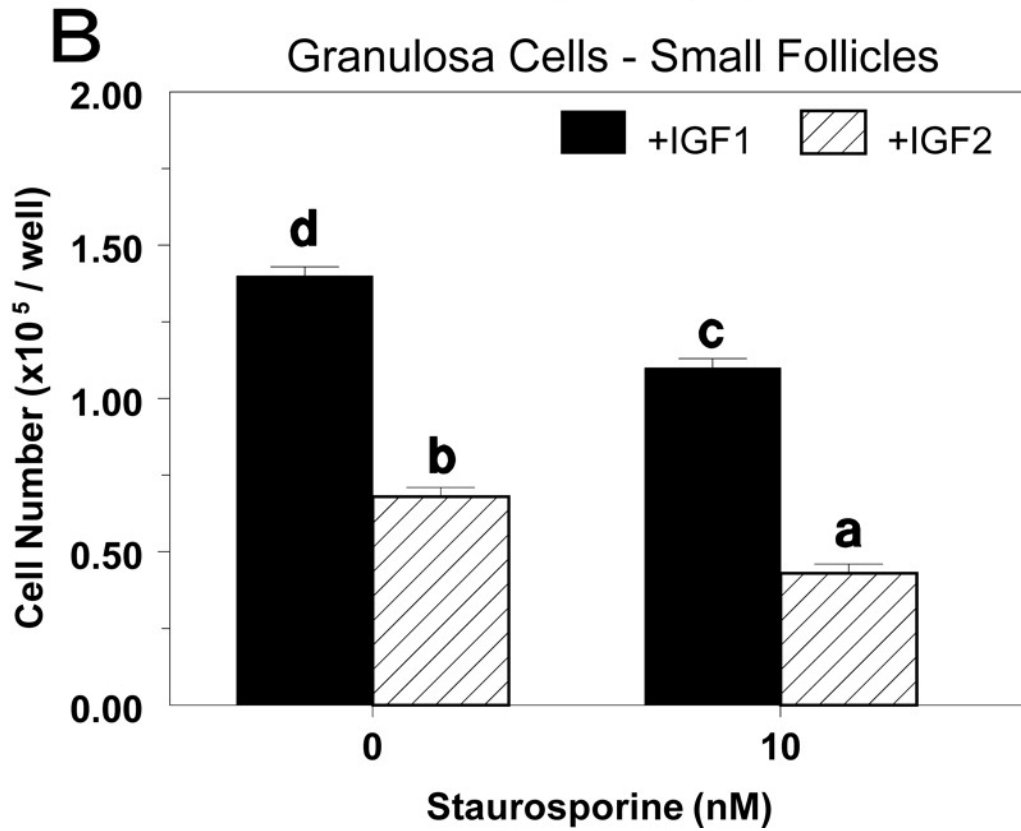 B
Granulosa Cells - Small Follicles
+IGF1 +IGF2
Cell Number (x10⁵ / well)
2.00
1.50
1.00
0.50
0.00
d
b
c
a
0 10
Staurosporine (nM)